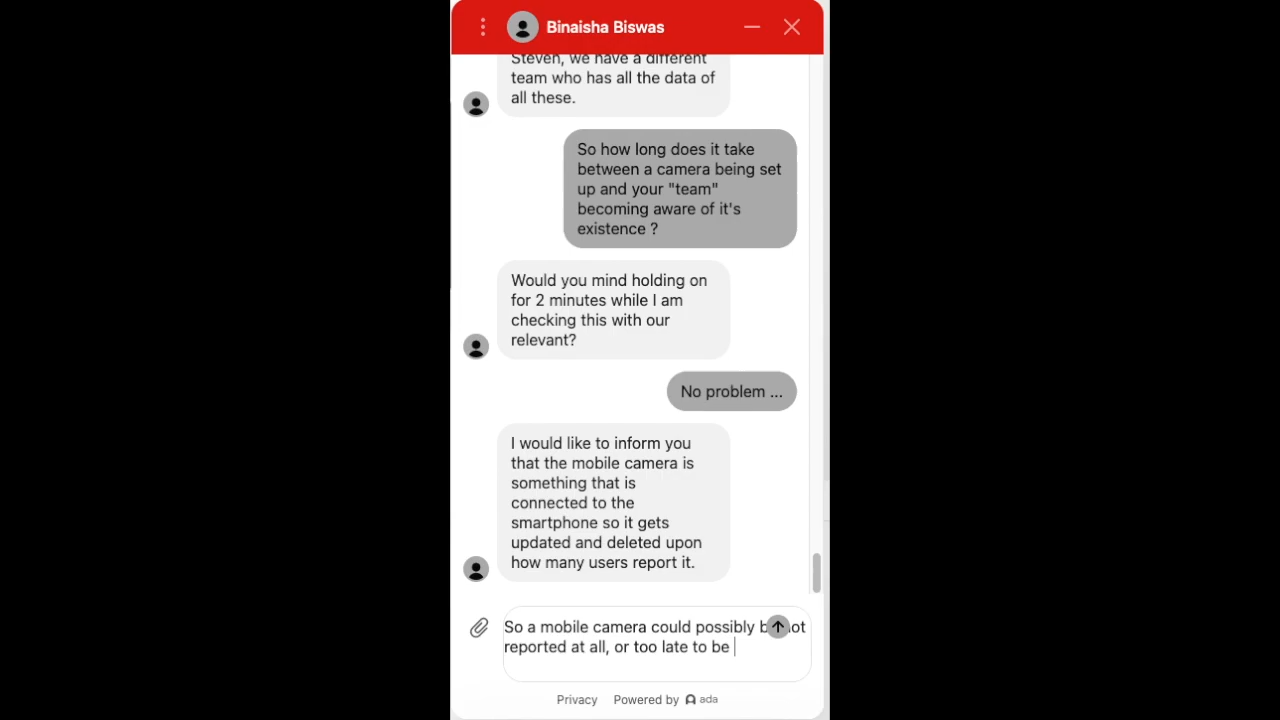 Binaisha Biswas
Steven, we have a different
team who has all the data of
all these.
So how long does it take
between a camera being set
up and your "team"
becoming aware of it's
existence ?
Would you mind holding on
for 2 minutes while I am
checking this with our
relevant?
No problem ...
I would like to inform you
that the mobile camera is
something that is
connected to the
smartphone so it gets
updated and deleted upon
how many users report it.
So a mobile camera could possibly
reported at all, or too late to be
Privacy
Powered by ada